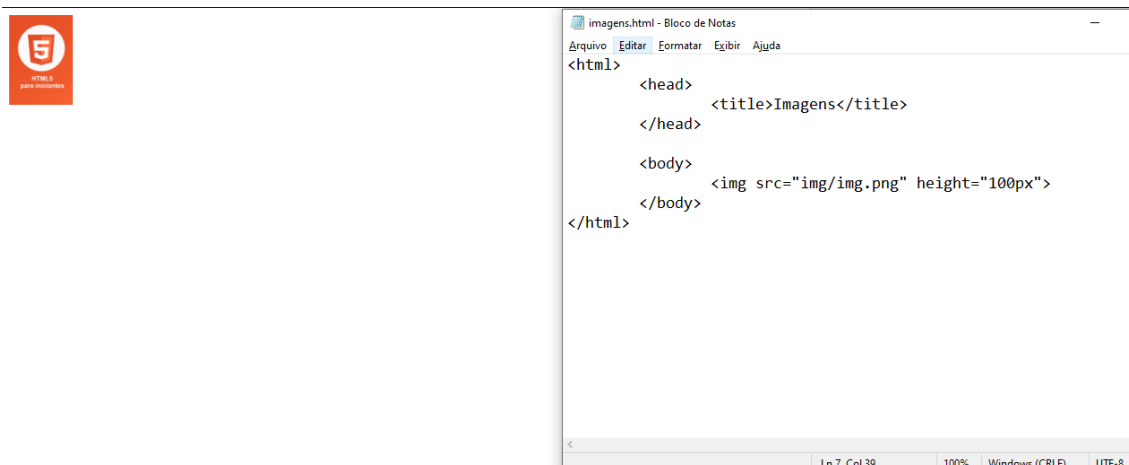 5
HTML5
para iniciantes
imagens.html - Bloco de Notas
Arquivo Editar Formatar Exibir Ajuda
<html>
<head>
<title>Imagens</title>
</head>
<body>
<img src="img/img.png" height="100px">
</body>
</html>
Ln 7, Col 39 100% Windows (CRLF) UTF-8